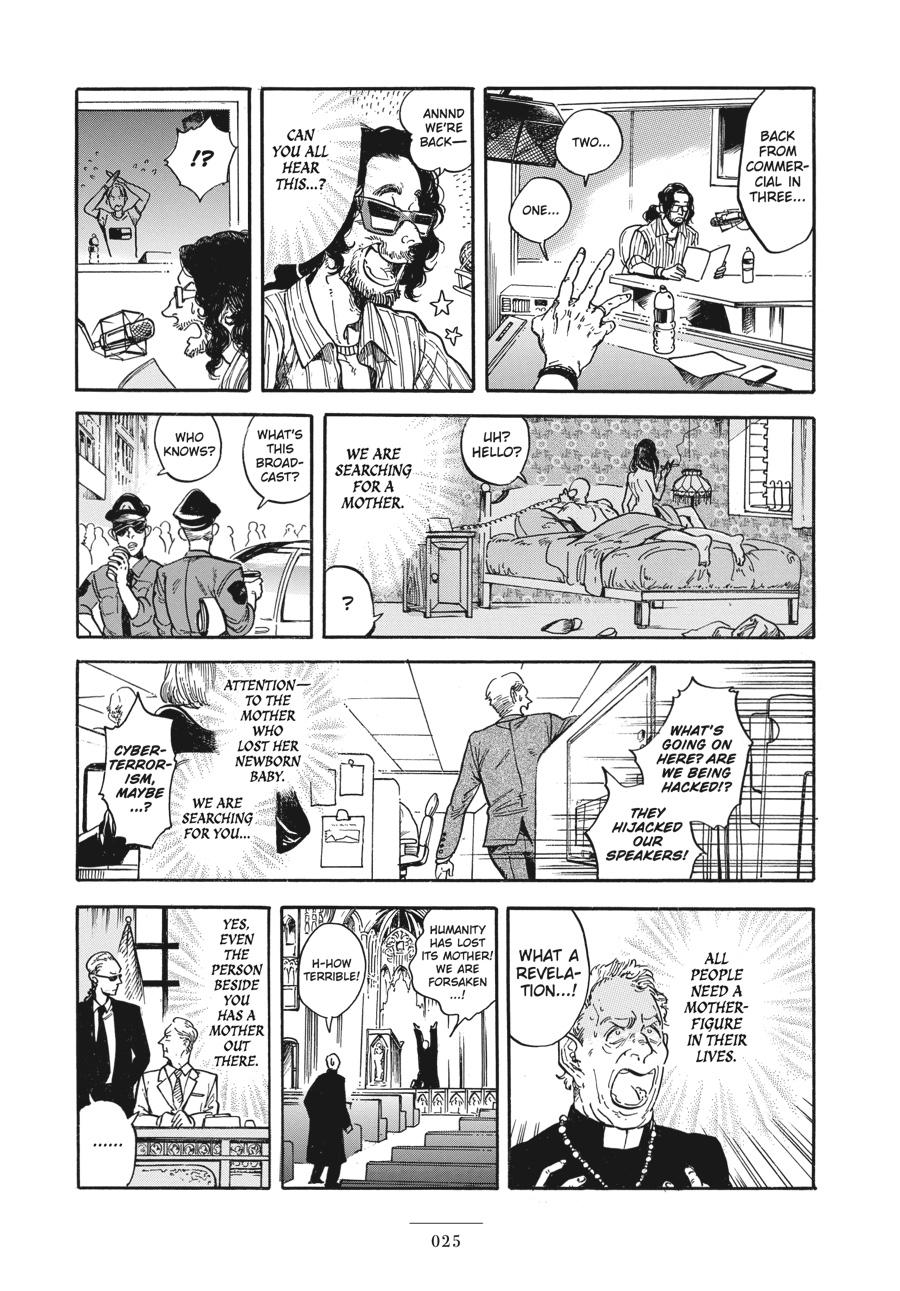 BACK
FROM
COMMER-
CIAL IN
THREE...
TWO...
ONE...
ANNND
WE'RE
BACK—
CAN
YOU ALL
HEAR
THIS...?
!?
UH?
HELLO?
WE ARE
SEARCHING
FOR A
MOTHER.
?
WHAT'S
THIS
BROAD-
CAST?
WHO
KNOWS?
WHAT'S
GOING ON
HERE? ARE
WE BEING
HACKED!?
THEY
HIJACKED
OUR
SPEAKERS!
ATTENTION—
TO THE
MOTHER
WHO
LOST HER
NEWBORN
BABY.
WE ARE
SEARCHING
FOR YOU...
CYBER-
TERROR-
ISM,
MAYBE
...?
ALL
PEOPLE
NEED A
MOTHER-
FIGURE
IN THEIR
LIVES.
WHAT A
REVELA-
TION...!
HUMANITY
HAS LOST
ITS MOTHER!
WE ARE
FORSAKEN
...!
H-HOW
TERRIBLE!
YES,
EVEN
THE
PERSON
BESIDE
YOU
HAS A
MOTHER
OUT
THERE.
......
025